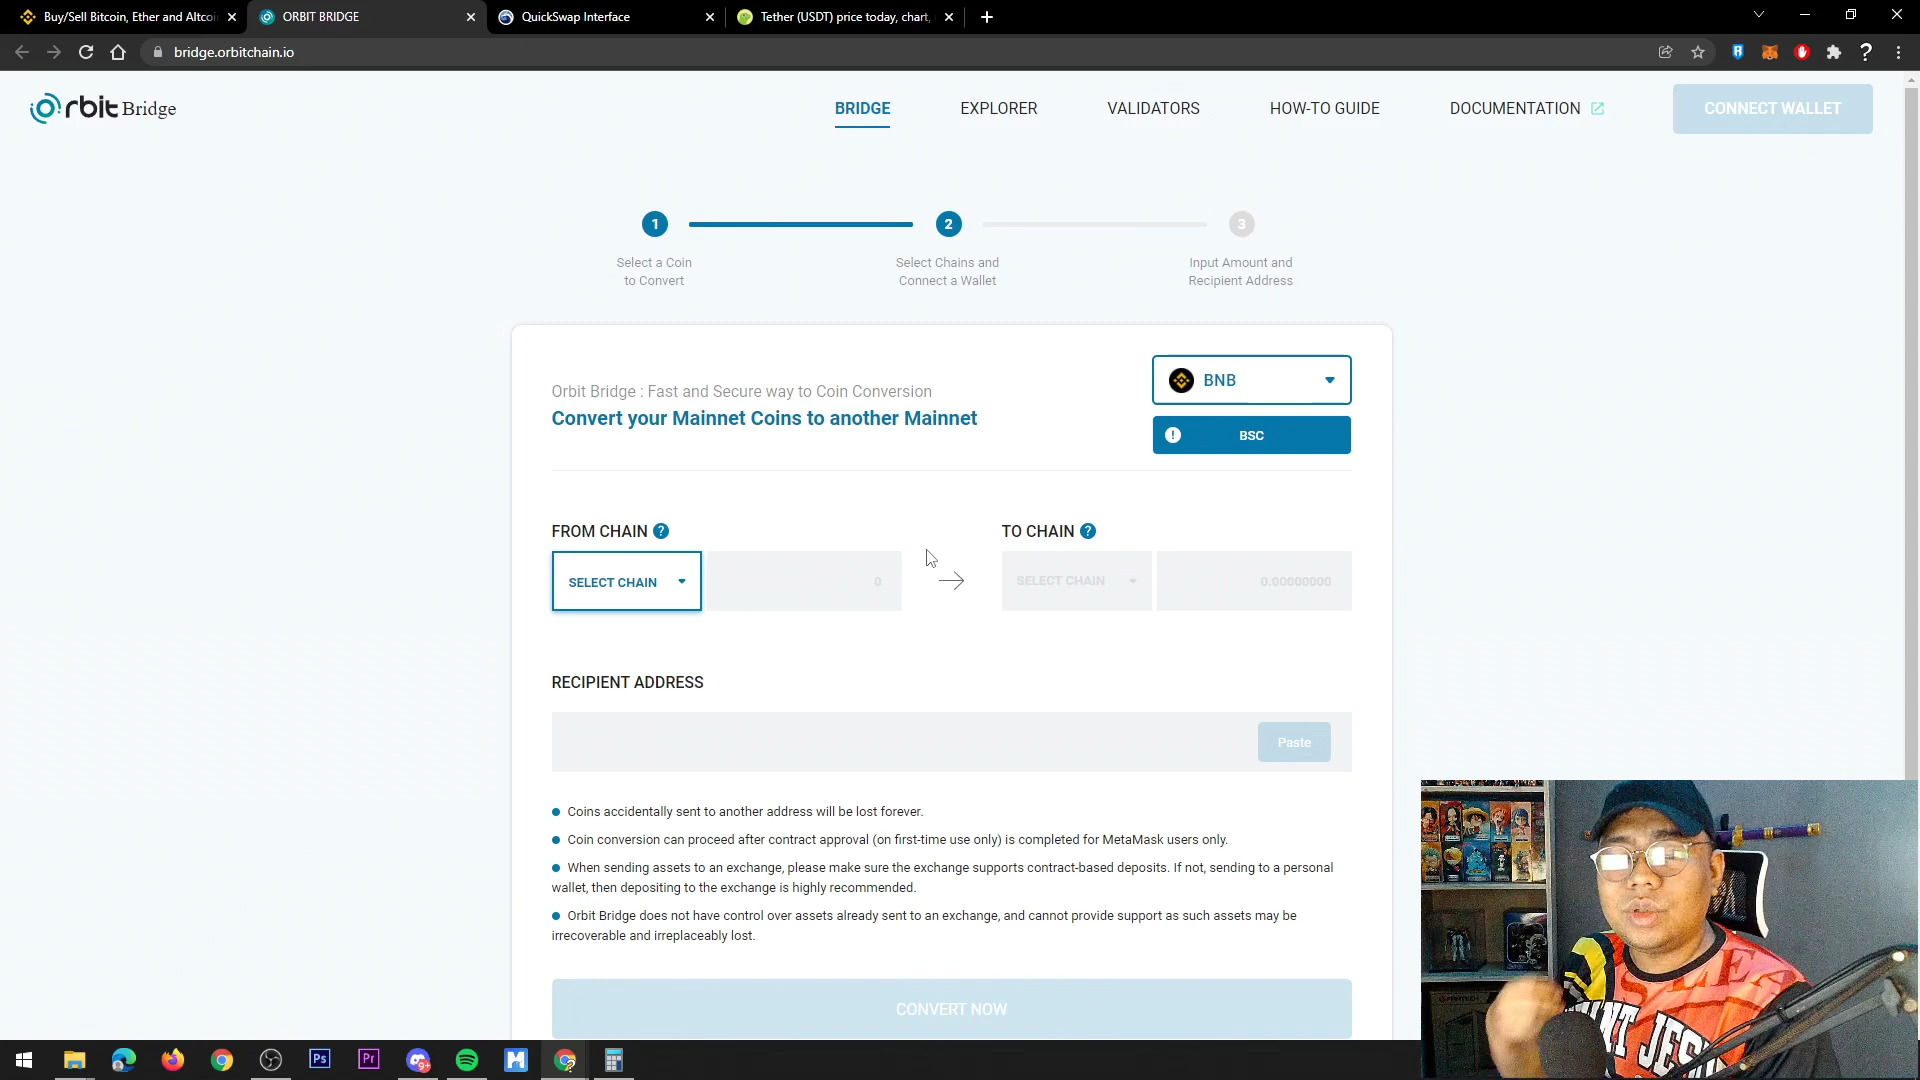 Buy/Sell Bitcoin, Ether and Altcoi
ORBIT BRIDGE
QuickSwap Interface
Tether (USDT) price today, chart,
bridge.orbitchain.io
Orbit Bridge
BRIDGE
EXPLORER
VALIDATORS
HOW-TO GUIDE
DOCUMENTATION
CONNECT WALLET
1
2
3
Select a Coin
to Convert
Select Chains and
Connect a Wallet
Input Amount and
Recipient Address
Orbit Bridge : Fast and Secure way to Coin Conversion
Convert your Mainnet Coins to another Mainnet
BNB
BSC
FROM CHAIN ?
TO CHAIN ?
SELECT CHAIN
0
SELECT CHAIN
0.00000000
RECIPIENT ADDRESS
Paste
Coins accidentally sent to another address will be lost forever.
Coin conversion can proceed after contract approval (on first-time use only) is completed for MetaMask users only.
When sending assets to an exchange, please make sure the exchange supports contract-based deposits. If not, sending to a personal
wallet, then depositing to the exchange is highly recommended.
Orbit Bridge does not have control over assets already sent to an exchange, and cannot provide support as such assets may be
irrecoverable and irreplaceably lost.
CONVERT NOW
Ps
Pr
9+